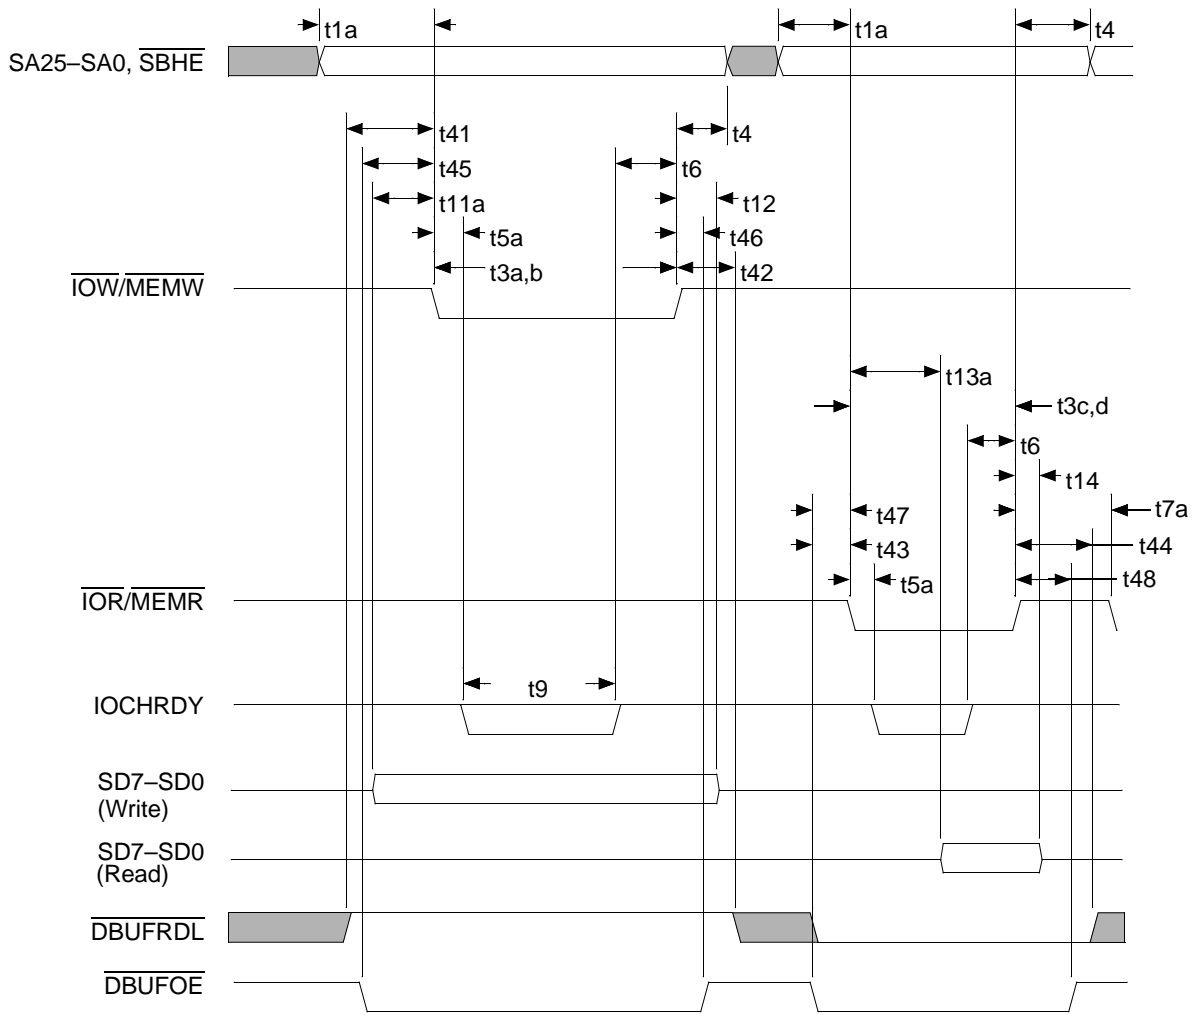 t1a
t1a
t4
SA25–SA0, SBHE
t41
t4
t45
t6
t11a
t12
t5a
t46
t3a,b
t42
IOW/MEMW
t13a
t3c,d
t6
t14
t47
t7a
t43
t44
t5a
t48
IOR/MEMR
t9
IOCHRDY
SD7–SD0
(Write)
SD7–SD0
(Read)
DBUFRDL
DBUFOE